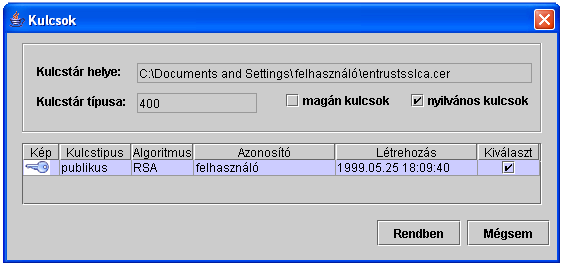 Kulcsok
Kulcstár helye: C:\Documents and Settings\felhasználó\entrustsslca.cer
Kulcstár típusa: 400 magán kulcsok nyilvános kulcsok
Kép Kulcstipus Algoritmus Azonosító Létrehozás Kiválaszt
publikus RSA felhasználó 1999.05.25 18:09:40
Rendben Mégsem